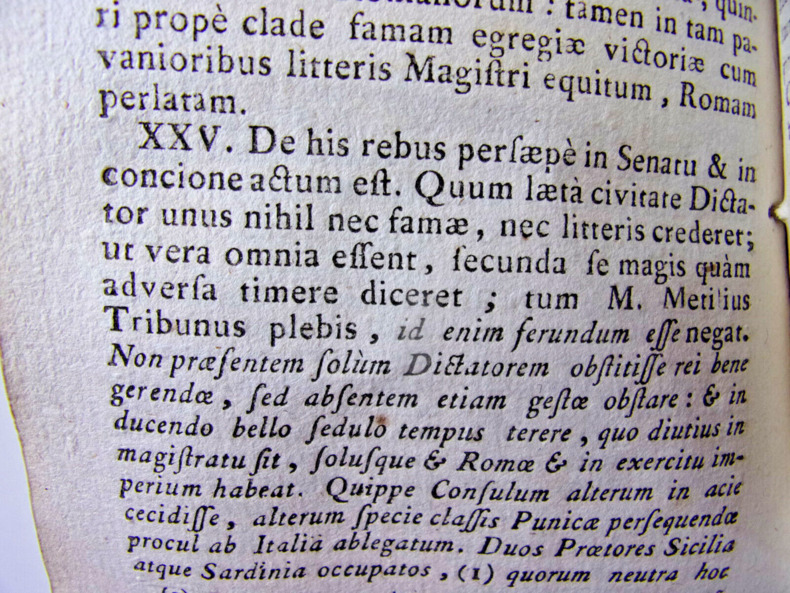 : tamen in tam pa-
ri propè clade famam egregiæ victoriæ cum
vanioribus litteris Magiſtri equitum, Romam
perlatam.
XXV. De his rebus perſæpè in Senatu & in
concione actum eſt. Quum lætà civitate Dicta-
tor unus nihil nec famæ, nec litteris crederet;
ut vera omnia eſſent, ſecunda ſe magis quàm
adverſa timere diceret; tum M. Metilius
Tribunus plebis, id enim ferundum eſſe negat.
Non præſentem ſolùm Dictatorem obſtitiſſe rei bene
gerendæ, ſed abſentem etiam geſtæ obſtare: & in
ducendo bello ſedulò tempus terere, quo diutius in
magiſtratu ſit, ſoluſque & Romæ & in exercitu im-
perium habeat. Quippe Conſulum alterum in acie
cecidiſſe, alterum ſpecie claſſis Punicæ perſequendæ
procul ab Italiâ ablegatum. Duos Prætores Sicilia
atque Sardinia occupatos, (1) quorum neutra hoc